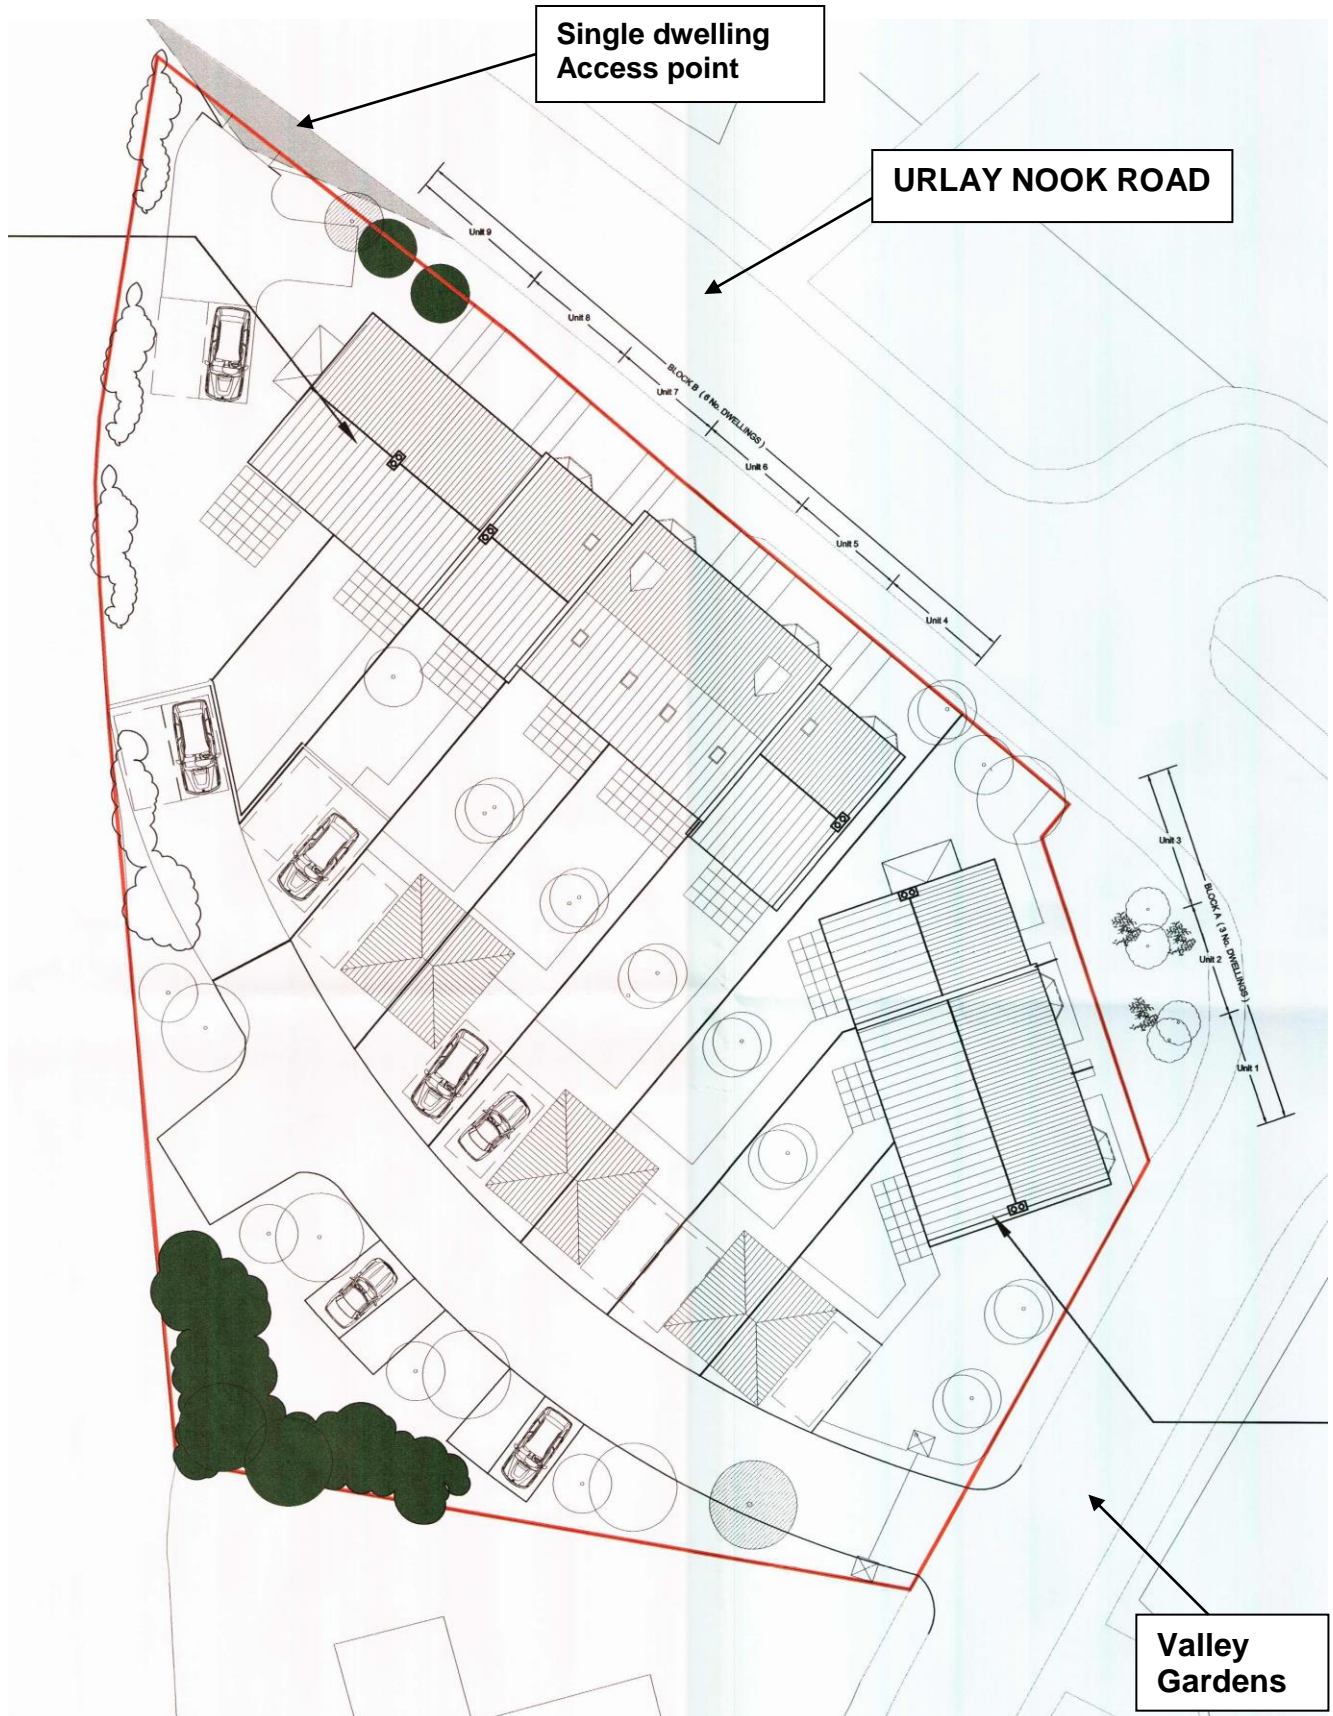 Single dwelling
Access point
URLAY NOOK ROAD
Unit 9
Unit 8
Unit 7
BLOCK B ( 6 No. DWELLINGS )
Unit 6
Unit 5
Unit 4
Unit 3
BLOCK A ( 3 No. DWELLINGS )
Unit 2
Unit 1
Valley
Gardens